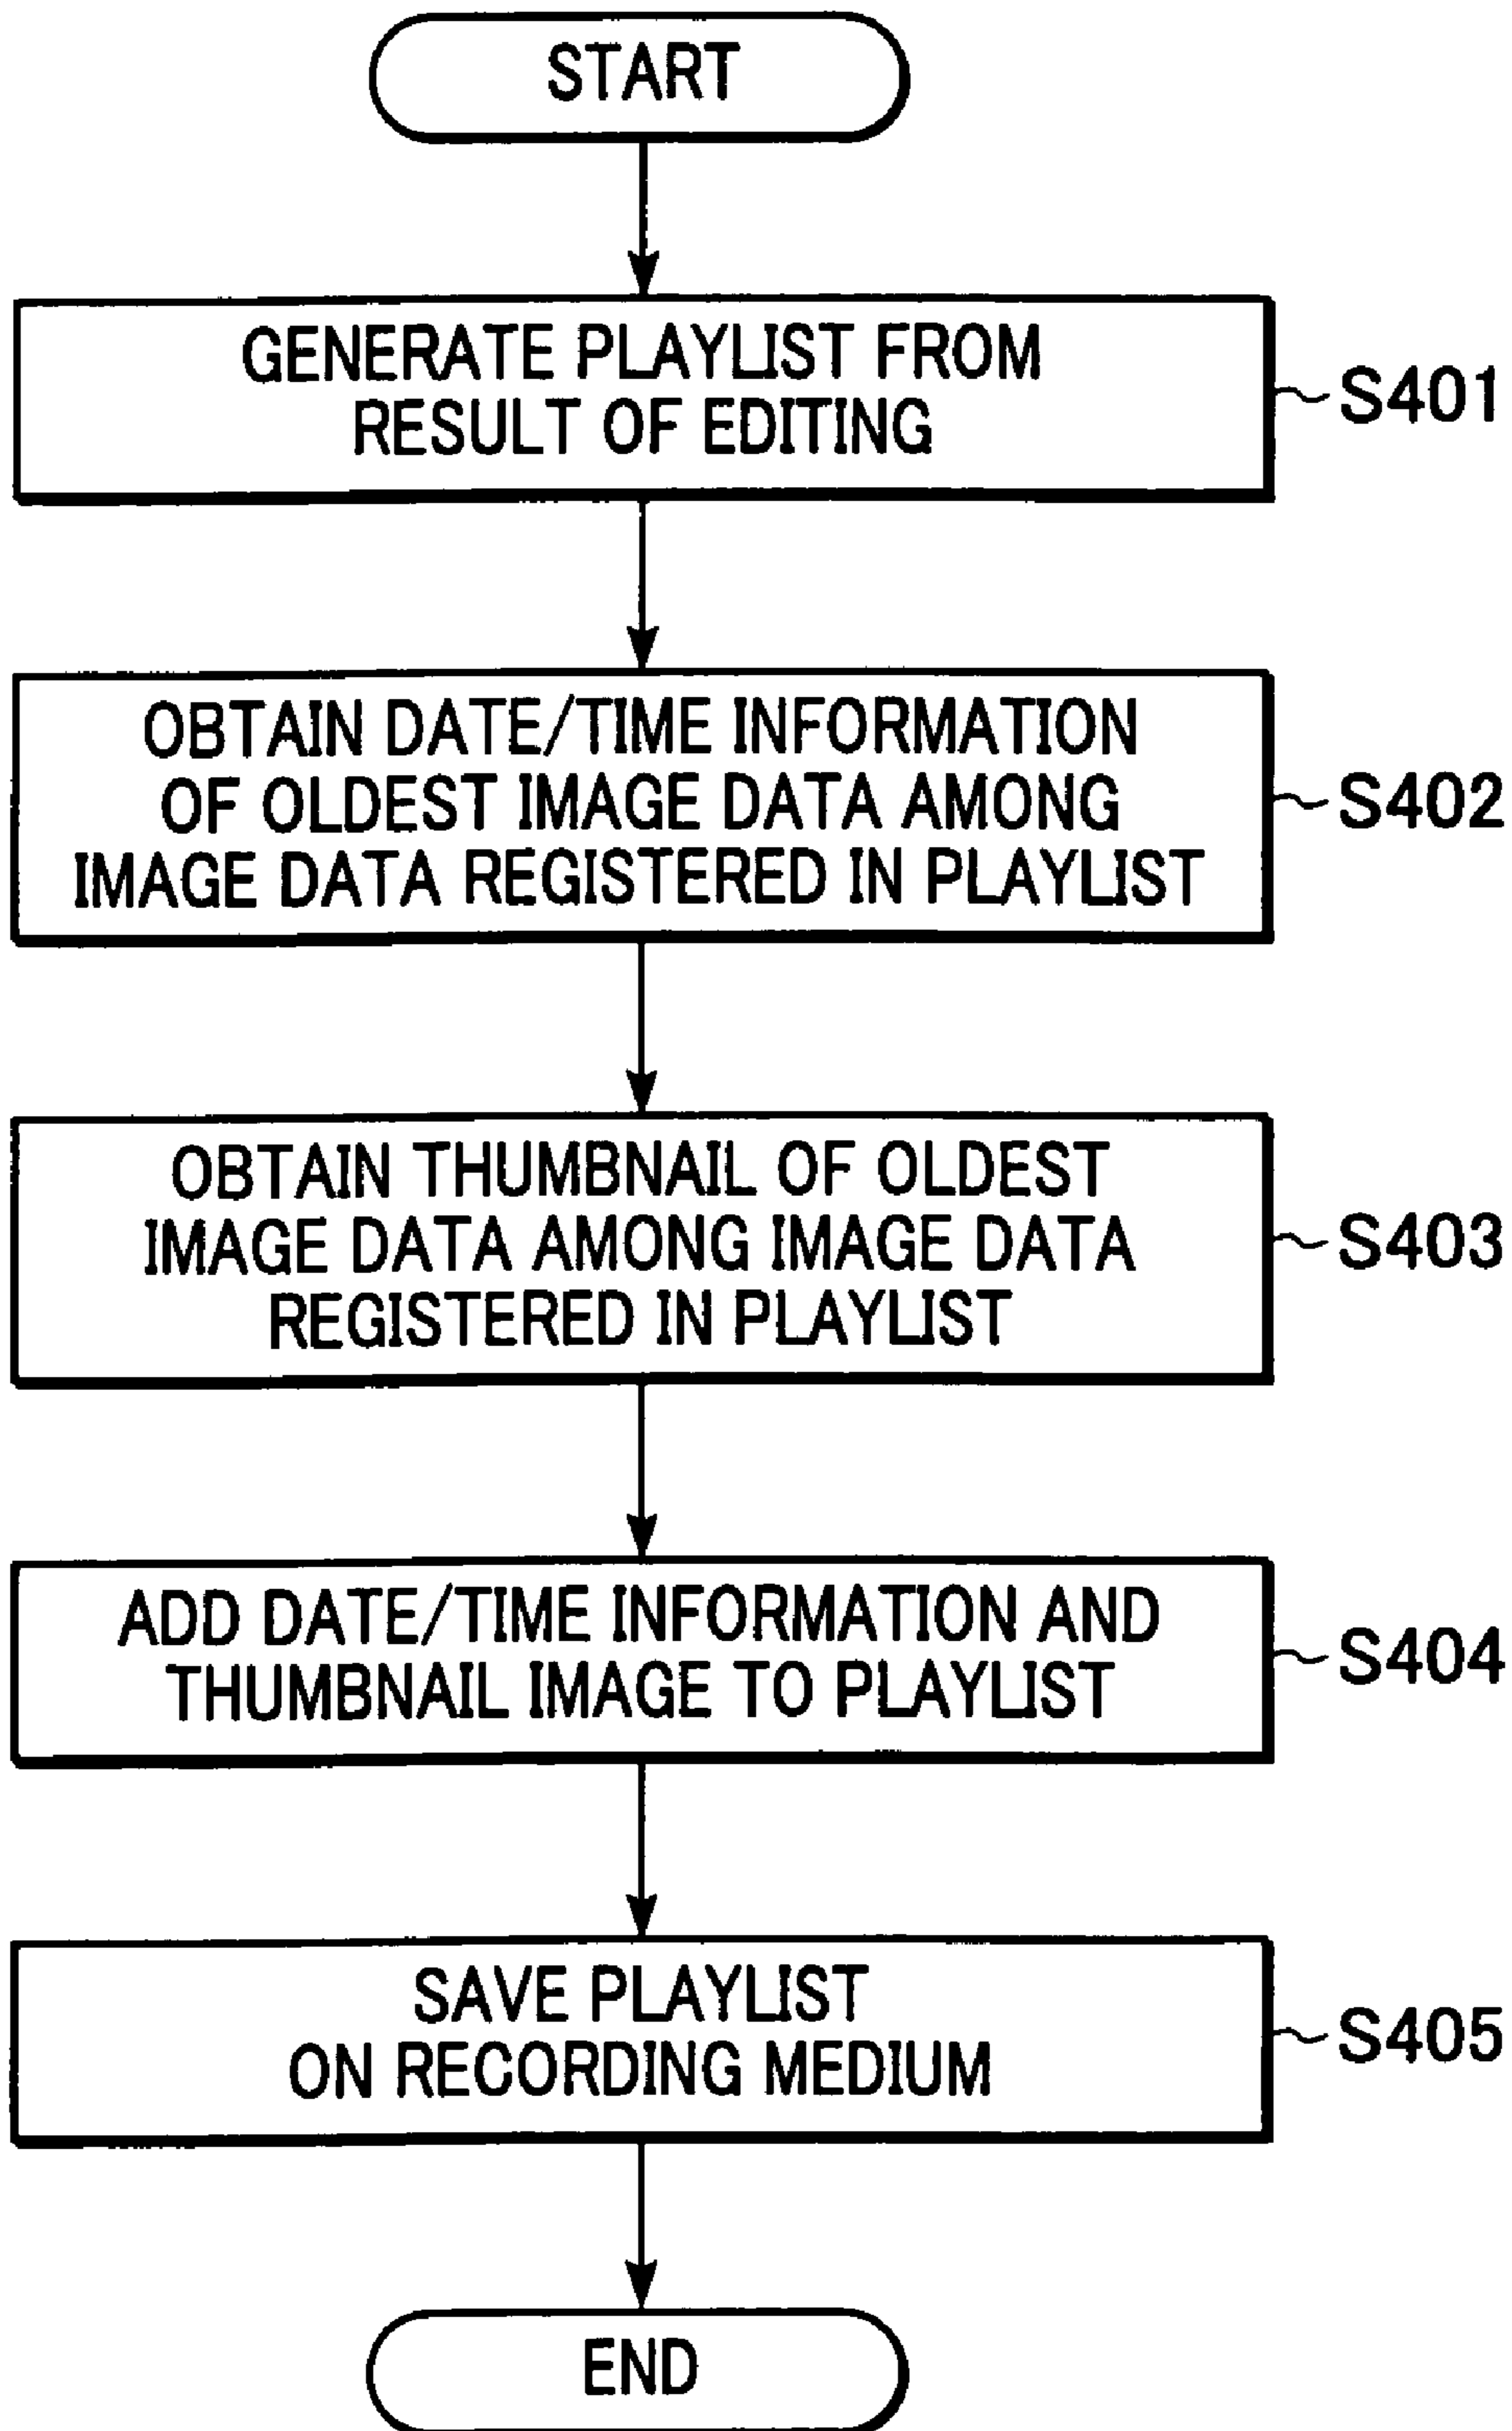 START
GENERATE PLAYLIST FROM
RESULT OF EDITING
S401
OBTAIN DATE/TIME INFORMATION
OF OLDEST IMAGE DATA AMONG
IMAGE DATA REGISTERED IN PLAYLIST
S402
OBTAIN THUMBNAIL OF OLDEST
IMAGE DATA AMONG IMAGE DATA
REGISTERED IN PLAYLIST
S403
ADD DATE/TIME INFORMATION AND
THUMBNAIL IMAGE TO PLAYLIST
S404
SAVE PLAYLIST
ON RECORDING MEDIUM
S405
END